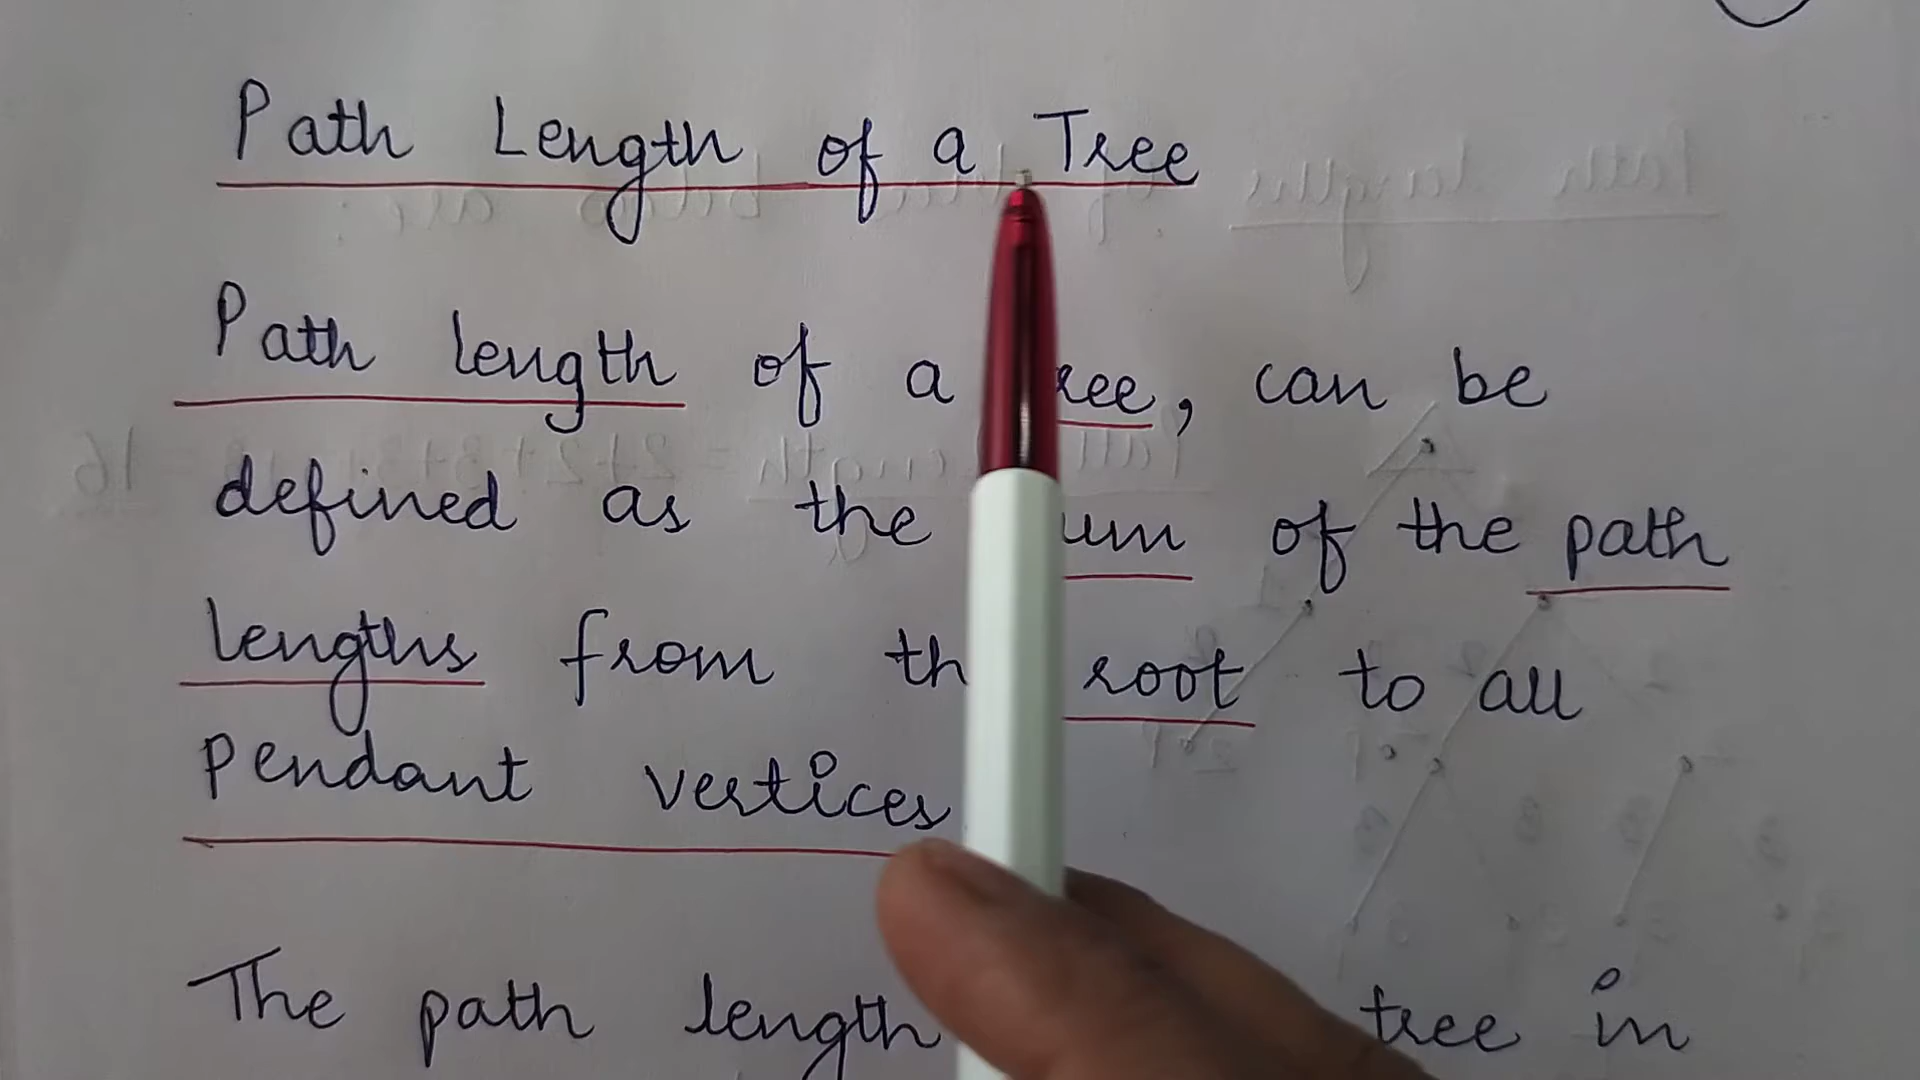 Path Length of a Tree
Path length of a ree, can be
defined as the um of the path
lengths from th root to all
Pendant vertices
The path length tree in